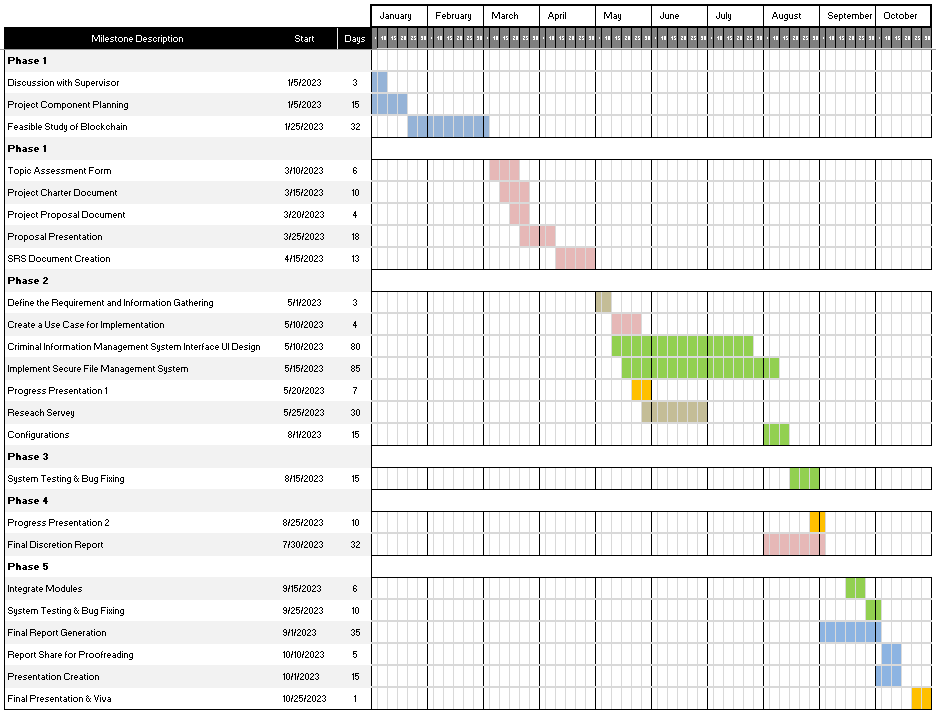 January February March April May June July August September October
Milestone Description Start Days
Phase 1
Discussion with Supervisor 1/5/2023 3
Project Component Planning 1/5/2023 15
Feasible Study of Blockchain 1/25/2023 32
Phase 1
Topic Assessment Form 3/10/2023 6
Project Charter Document 3/15/2023 10
Project Proposal Document 3/20/2023 4
Proposal Presentation 3/25/2023 18
SRS Document Creation 4/15/2023 13
Phase 2
Define the Requirement and Information Gathering 5/1/2023 3
Create a Use Case for Implementation 5/10/2023 4
Criminal Information Management System Interface UI Design 5/10/2023 80
Implement Secure File Management System 5/15/2023 85
Progress Presentation 1 5/20/2023 7
Reseach Servey 5/25/2023 30
Configurations 8/1/2023 15
Phase 3
System Testing & Bug Fixing 8/15/2023 15
Phase 4
Progress Presentation 2 8/25/2023 10
Final Discretion Report 7/30/2023 32
Phase 5
Integrate Modules 9/15/2023 6
System Testing & Bug Fixing 9/25/2023 10
Final Report Generation 9/1/2023 35
Report Share for Proofreading 10/10/2023 5
Presentation Creation 10/1/2023 15
Final Presentation & Viva 10/25/2023 1